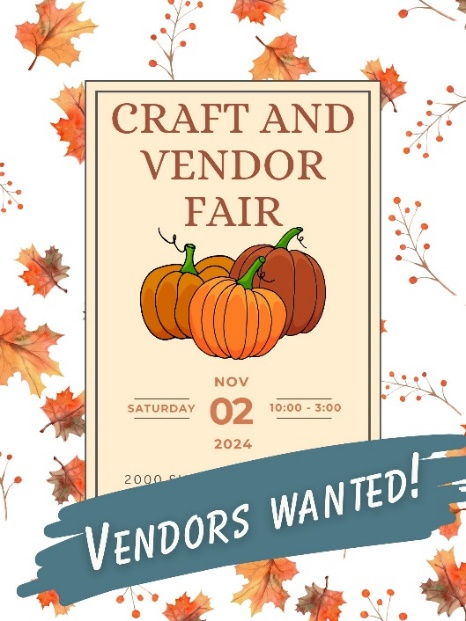 CRAFT AND
VENDOR
FAIR
NOV
SATURDAY 02 10:00 - 3:00
2024
2000
VENDORS WANTED!